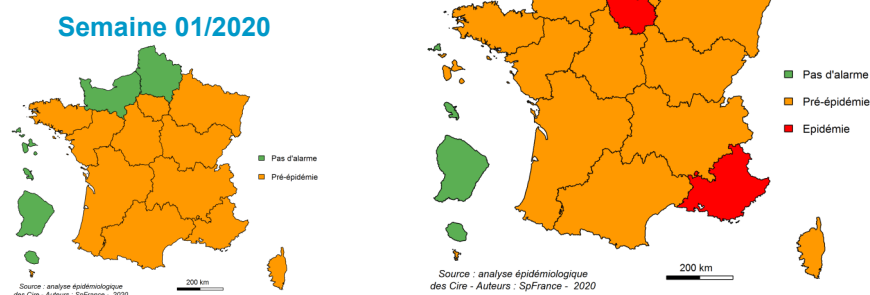 Semaine 01/2020
Pas d'alarme
Pré-épidémie
Source : analyse épidémiologique
des Cire - Auteurs : SpFrance - 2020
200 km
Pas d'alarme
Pré-épidémie
Epidémie
Source : analyse épidémiologique
des Cire - Auteurs : SpFrance - 2020
200 km